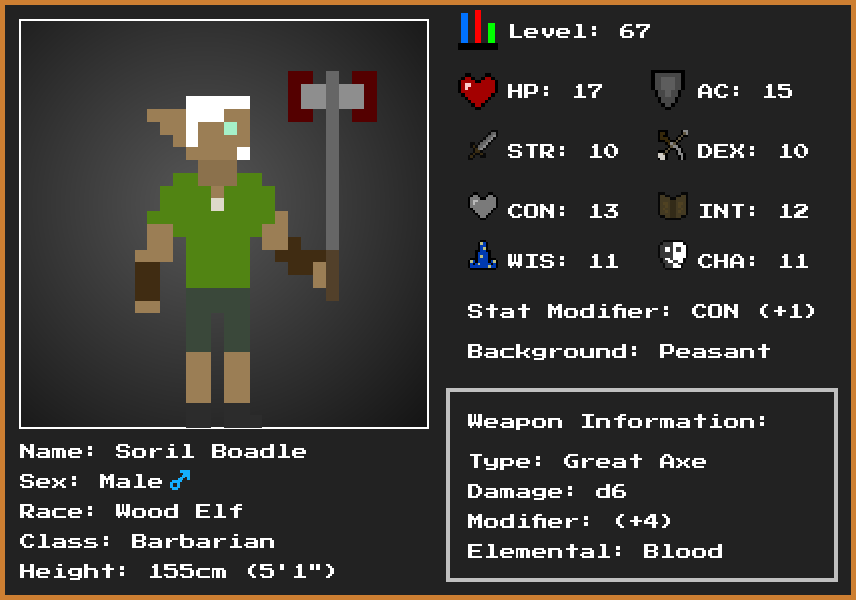 Level: 67
HP: 17 AC: 15
STR: 10 DEX: 10
CON: 13 INT: 12
WIS: 11 CHA: 11
Stat Modifier: CON (+1)
Background: Peasant
Weapon Information:
Type: Great Axe
Damage: d6
Modifier: (+4)
Elemental: Blood
Name: Soril Boadle
Sex: Male♂
Race: Wood Elf
Class: Barbarian
Height: 155cm (5'1")